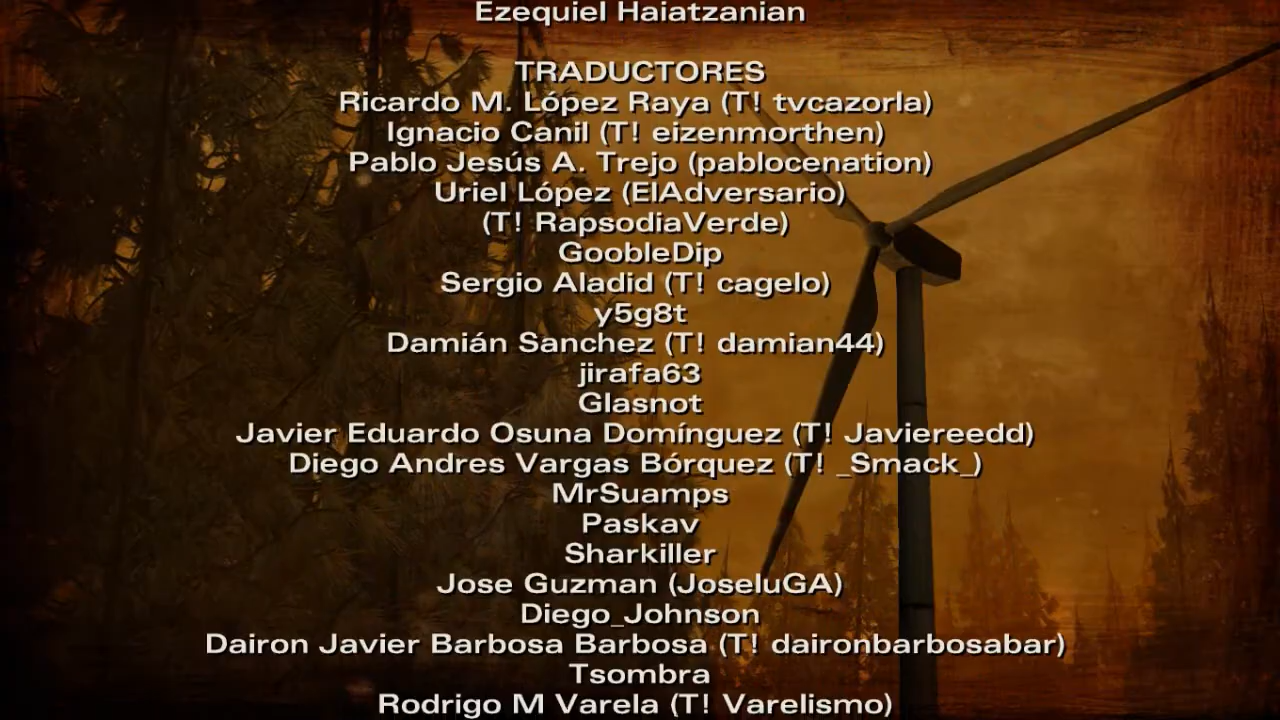 Ezequiel Haiatzanian
TRADUCTORES
Ricardo M. López Raya (T! tvcazorla)
Ignacio Canil (T! eizenmorthen)
Pablo Jesús A. Trejo (pablocenation)
Uriel López (ElAdversario)
(T! RapsodiaVerde)
GoobleDip
Sergio Aladid (T! cagelo)
y5g8t
Damián Sanchez (T! damian44)
jirafa63
Glasnot
Javier Eduardo Osuna Domínguez (T! Javiereedd)
Diego Andres Vargas Bórquez (T! _Smack_)
MrSuamps
Paskav
Sharkiller
Jose Guzman (JoseluGA)
Diego_Johnson
Dairon Javier Barbosa Barbosa (T! daironbarbosabar)
Tsombra
Rodrigo M Varela (T! Varelismo)